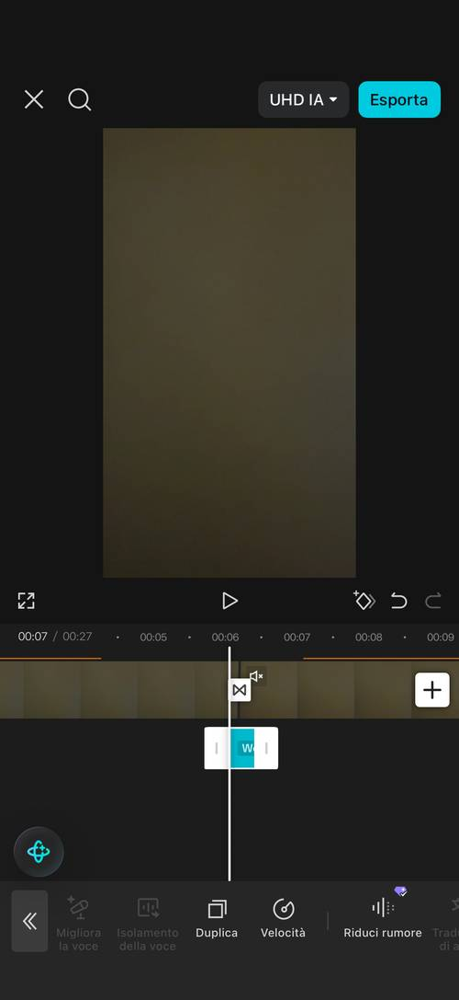 UHD IA
Esporta
00:07 / 00:27
00:05
00:06
00:07
00:08
00:09
Migliora
la voce
Isolamento
della voce
Duplica
Velocità
Riduci rumore